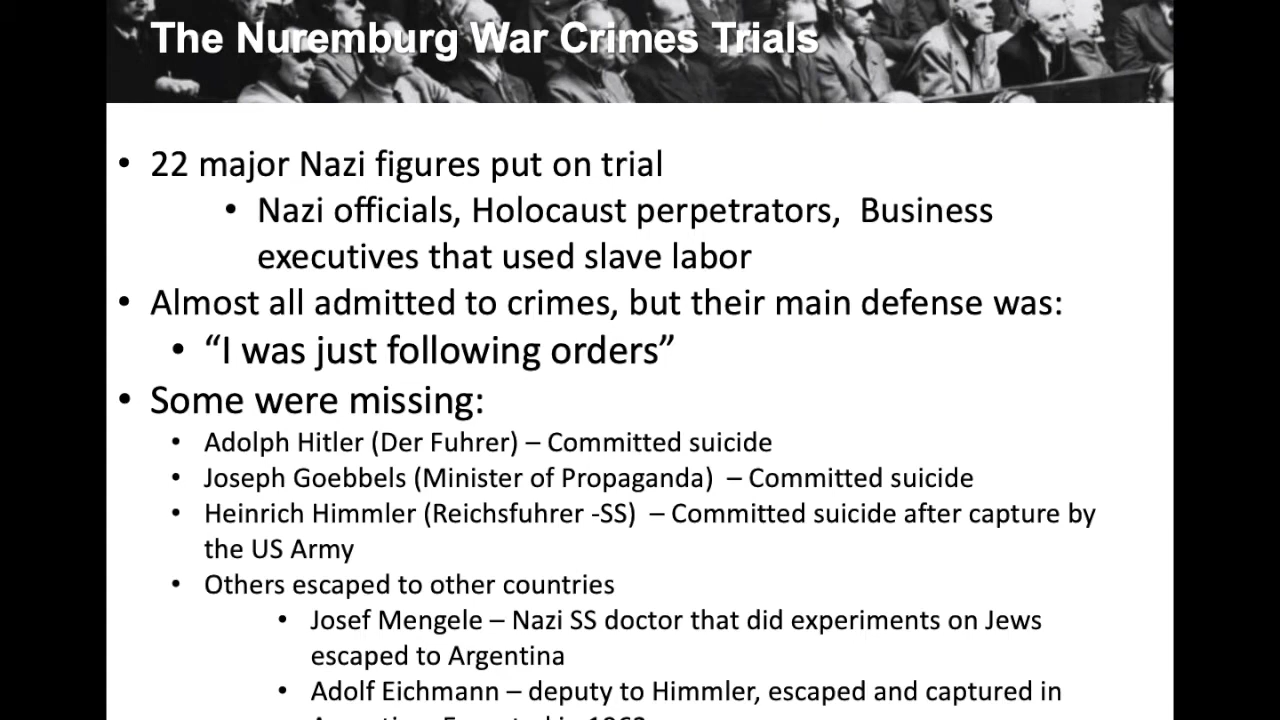 The Nuremburg War Crimes Trials
• 22 major Nazi figures put on trial
• Nazi officials, Holocaust perpetrators,  Business
executives that used slave labor
• Almost all admitted to crimes, but their main defense was:
• “I was just following orders”
• Some were missing:
• Adolph Hitler (Der Fuhrer) – Committed suicide
• Joseph Goebbels (Minister of Propaganda)  – Committed suicide
• Heinrich Himmler (Reichsfuhrer -SS)  – Committed suicide after capture by
the US Army
• Others escaped to other countries
• Josef Mengele – Nazi SS doctor that did experiments on Jews
escaped to Argentina
• Adolf Eichmann – deputy to Himmler, escaped and captured in